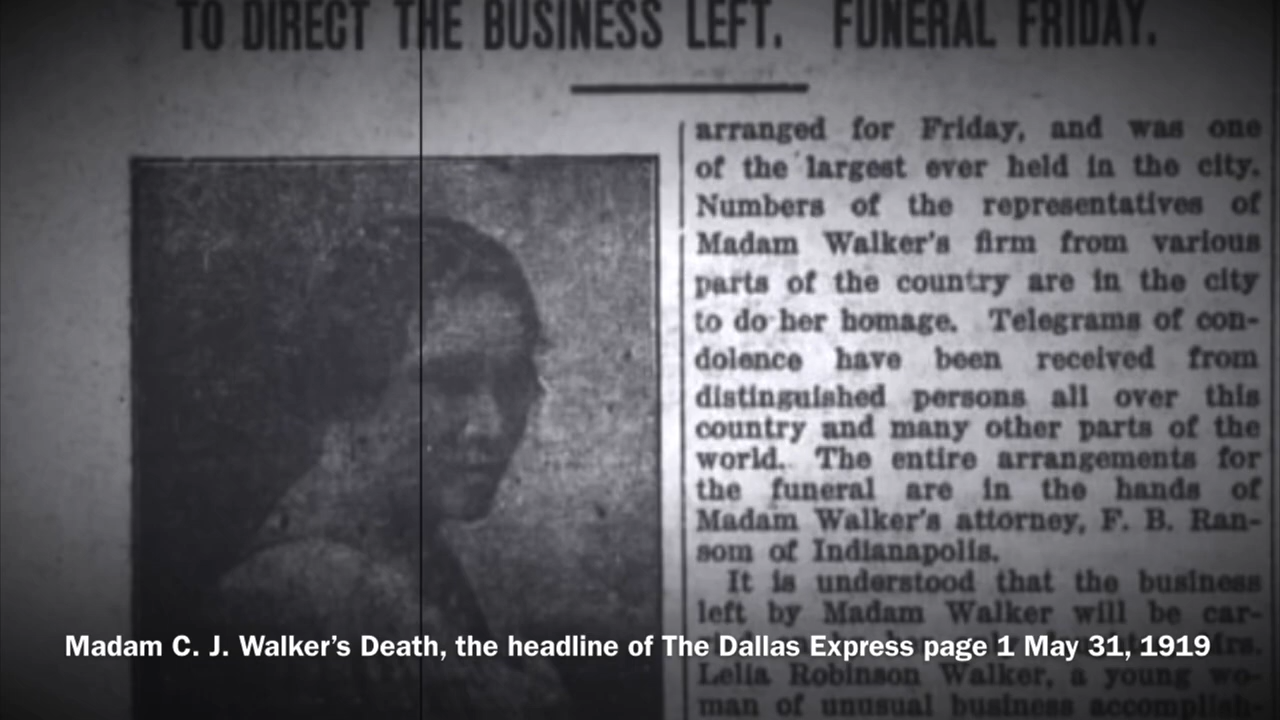 TO DIRECT THE BUSINESS LEFT. FUNERAL FRIDAY.
arranged for Friday, and was one
of the largest ever held in the city.
Numbers of the representatives of
Madam Walker's firm from various
parts of the country are in the city
to do her homage. Telegrams of con-
dolence have been received from
distinguished persons all over this
country and many other parts of the
world. The entire arrangements for
the funeral are in the hands of
Madam Walker's attorney, F. B. Ran-
som of Indianapolis.
It is understood that the business
left by Madam Walker will be car-
Madam C. J. Walker's Death, the headline of The Dallas Express page 1 May 31, 1919
Lelia Robinson Walker, a young wo-
man of unusual business accomplish-